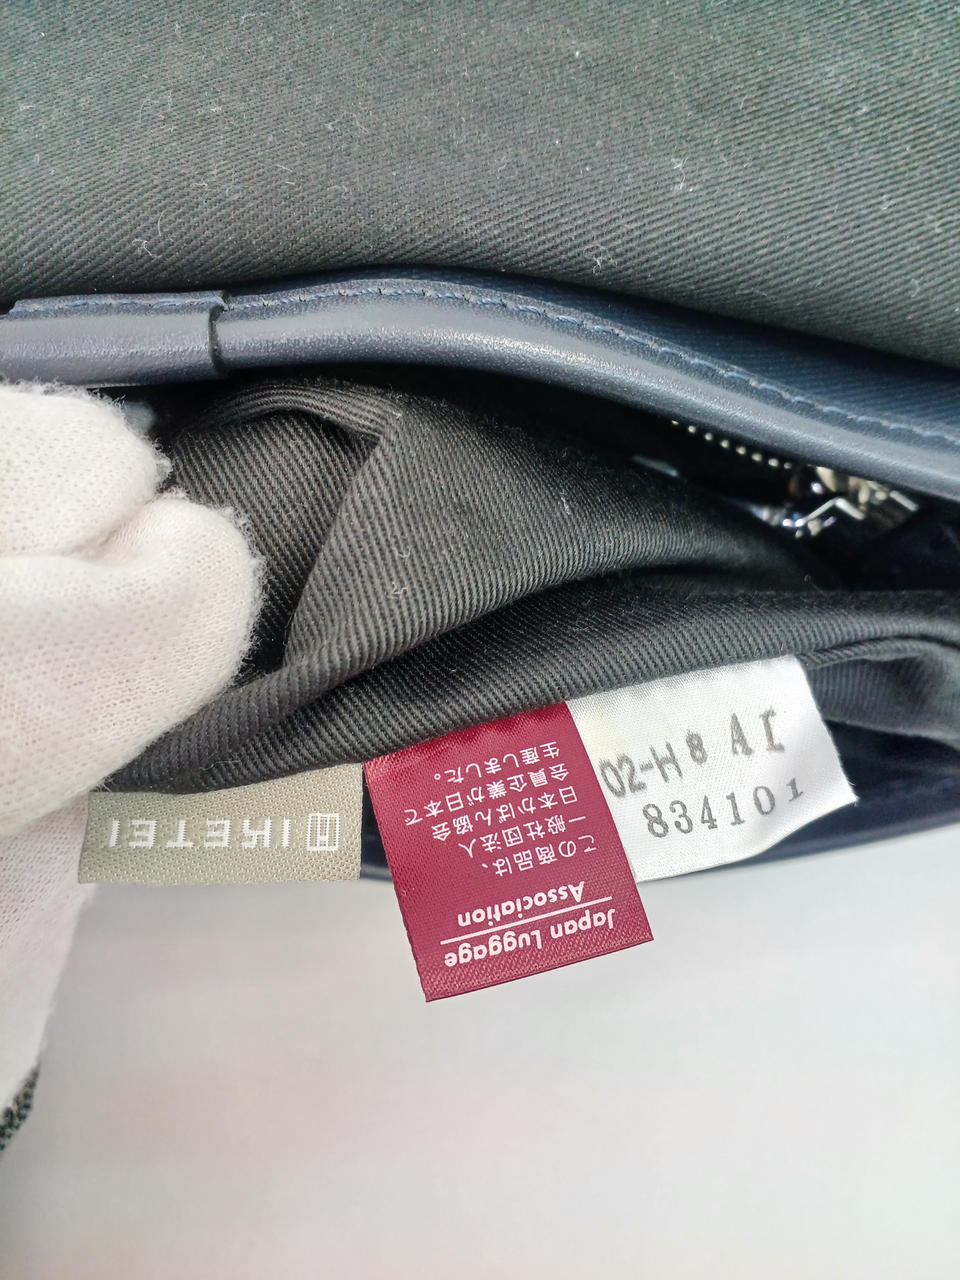 IKETEI
Japan Luggage
Association
この商品は、
一般社団法人
日本かばん協会
会員企業が日本で
生産しました。
02-H8 AI
834101